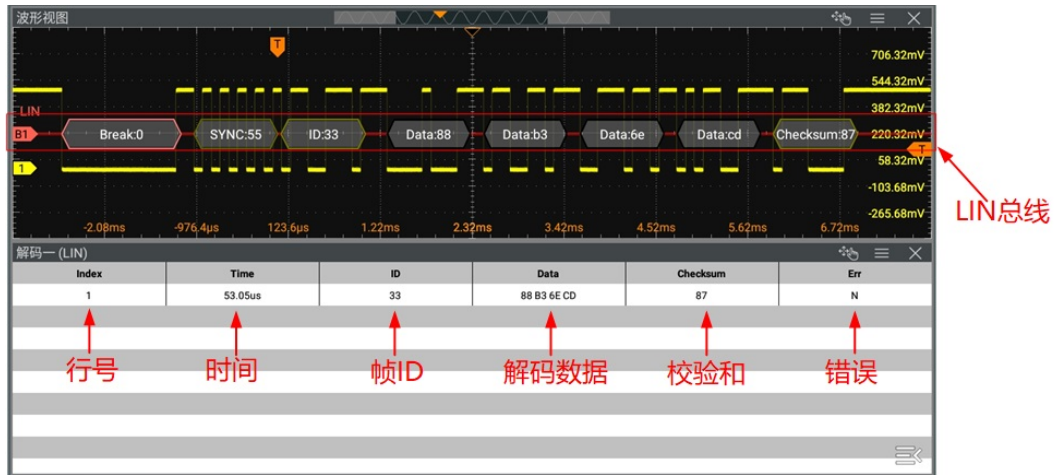 波形视图
T
706.32mV
544.32mV
LIN
382.32mV
B1 Break:0 SYNC:55 ID:33 Data:88 Data:b3 Data:6e Data:cd Checksum:87 220.32mV
T
1 58.32mV
-103.68mV
LIN总线
-265.68mV
-2.08ms -976.4μs 123.6μs 1.22ms 2.32ms 3.42ms 4.52ms 5.62ms 6.72ms
解码一 (LIN)
Index Time ID Data Checksum Err
1 53.05us 33 88 B3 6E CD 87 N
行号 时间 帧ID 解码数据 校验和 错误